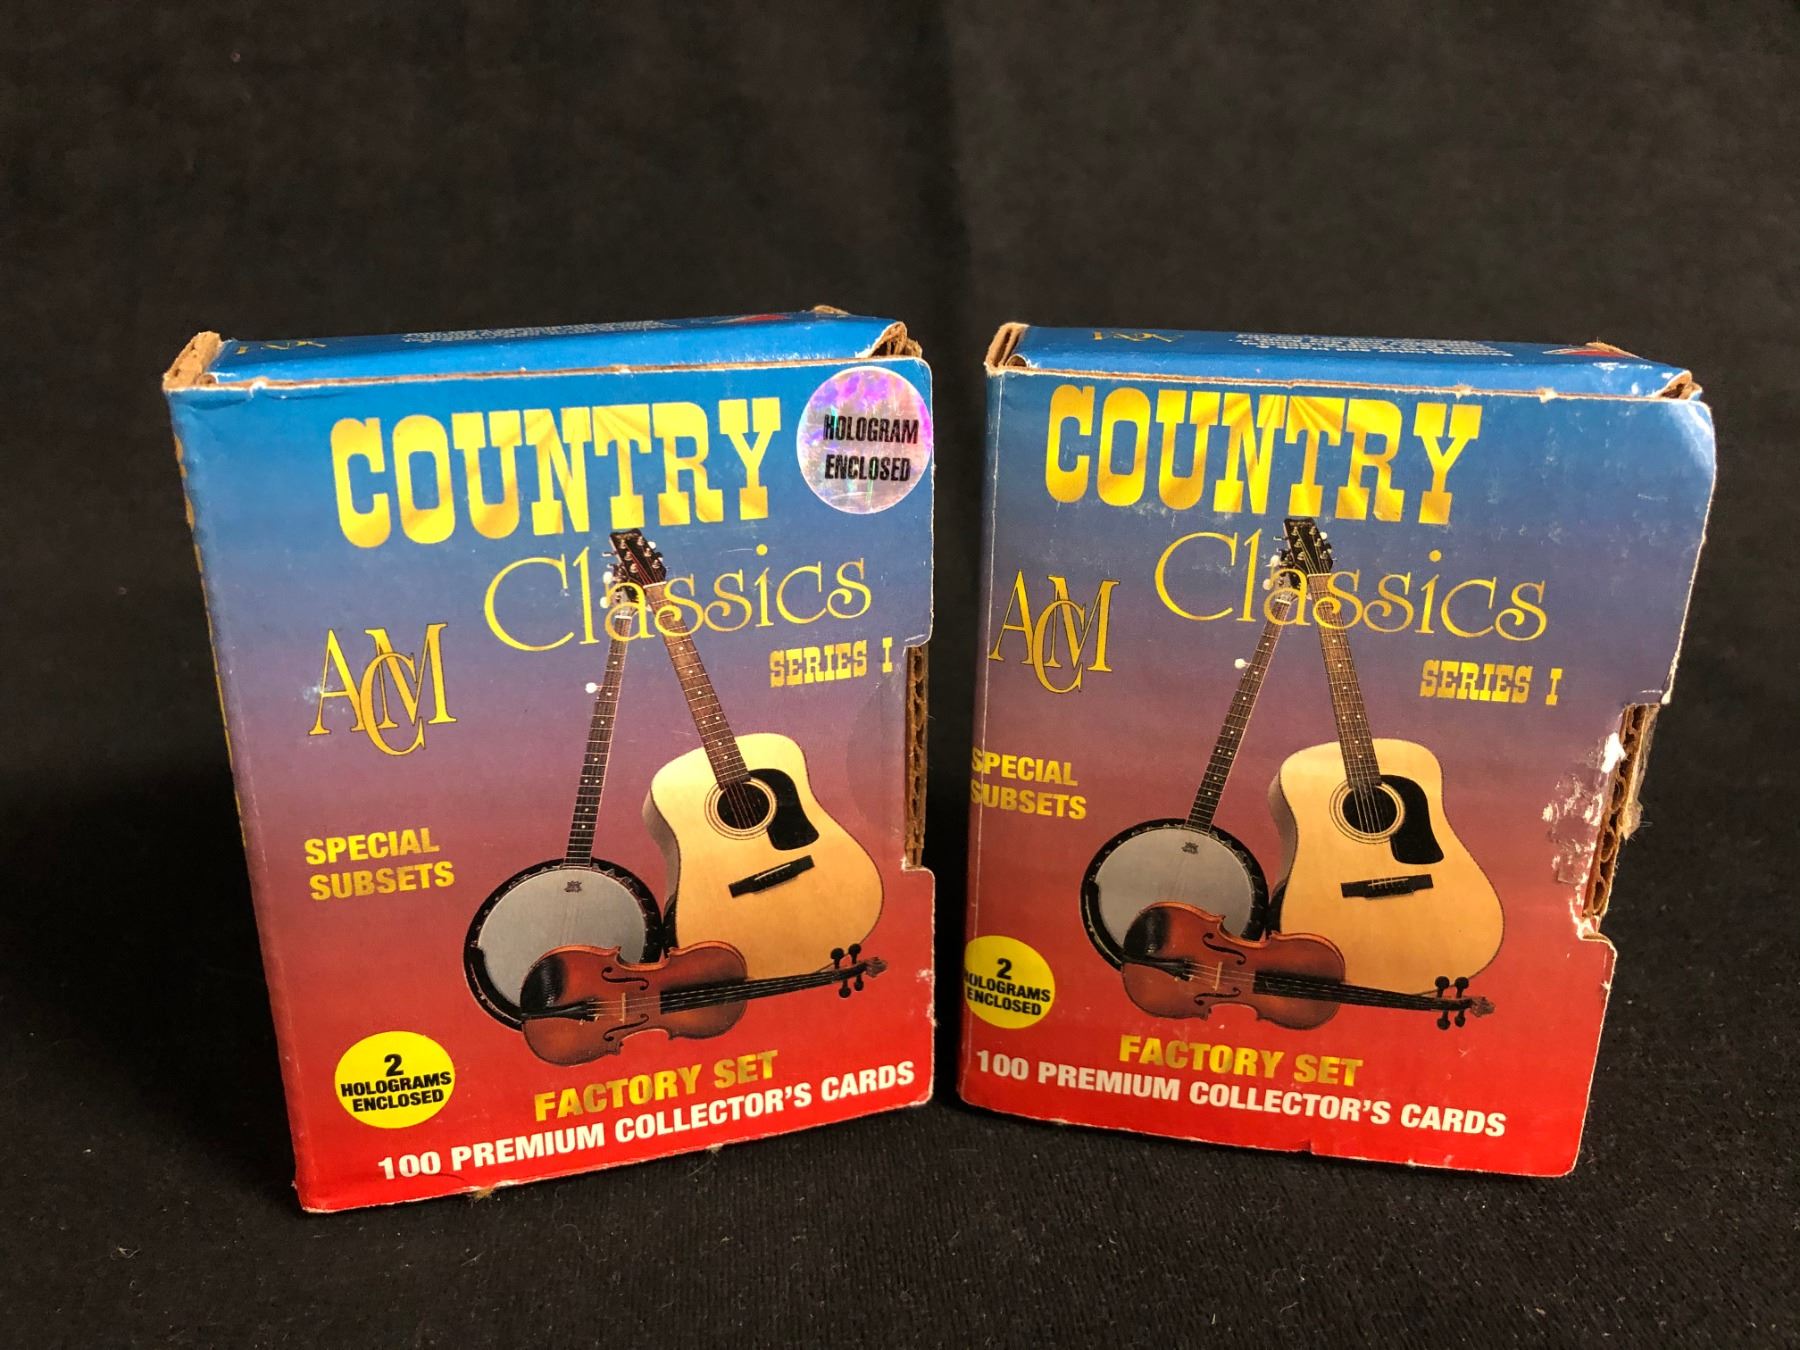 COUNTRY
HOLOGRAM
ENCLOSED
Classics
ACM
SERIES I
SPECIAL
SUBSETS
2
HOLOGRAMS
ENCLOSED
FACTORY SET
100 PREMIUM COLLECTOR'S CARDS
COUNTRY
Classics
ACM
SERIES I
SPECIAL
SUBSETS
2
HOLOGRAMS
ENCLOSED
FACTORY SET
100 PREMIUM COLLECTOR'S CARDS